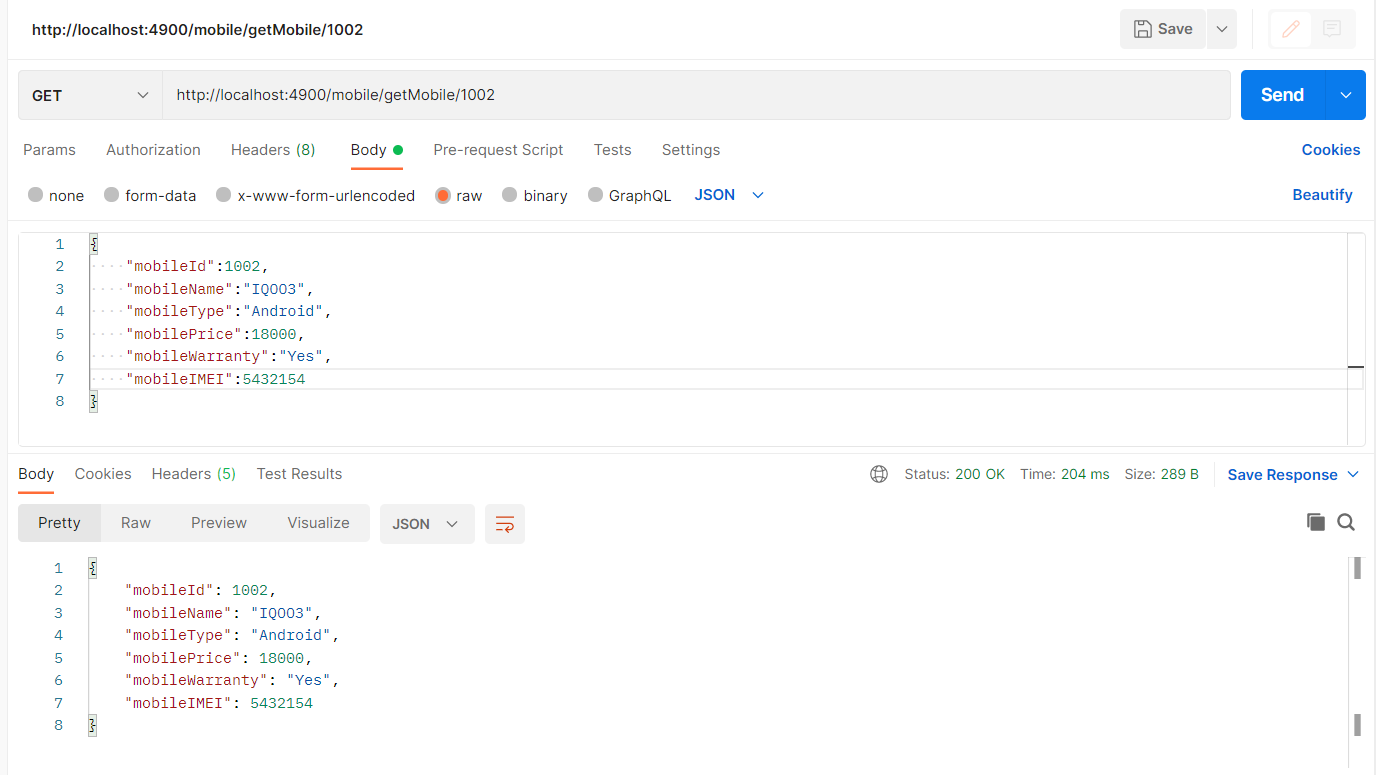 http://localhost:4900/mobile/getMobile/1002 Save
GET http://localhost:4900/mobile/getMobile/1002 Send
Params Authorization Headers (8) Body Pre-request Script Tests Settings Cookies
none form-data x-www-form-urlencoded raw binary GraphQL JSON Beautify
1 {
2 "mobileId":1002,
3 "mobileName":"IQOO3",
4 "mobileType":"Android",
5 "mobilePrice":18000,
6 "mobileWarranty":"Yes",
7 "mobileIMEI":5432154
8 }
Body Cookies Headers (5) Test Results Status: 200 OK Time: 204 ms Size: 289 B Save Response
Pretty Raw Preview Visualize JSON
1 {
2 "mobileId": 1002,
3 "mobileName": "IQOO3",
4 "mobileType": "Android",
5 "mobilePrice": 18000,
6 "mobileWarranty": "Yes",
7 "mobileIMEI": 5432154
8 }